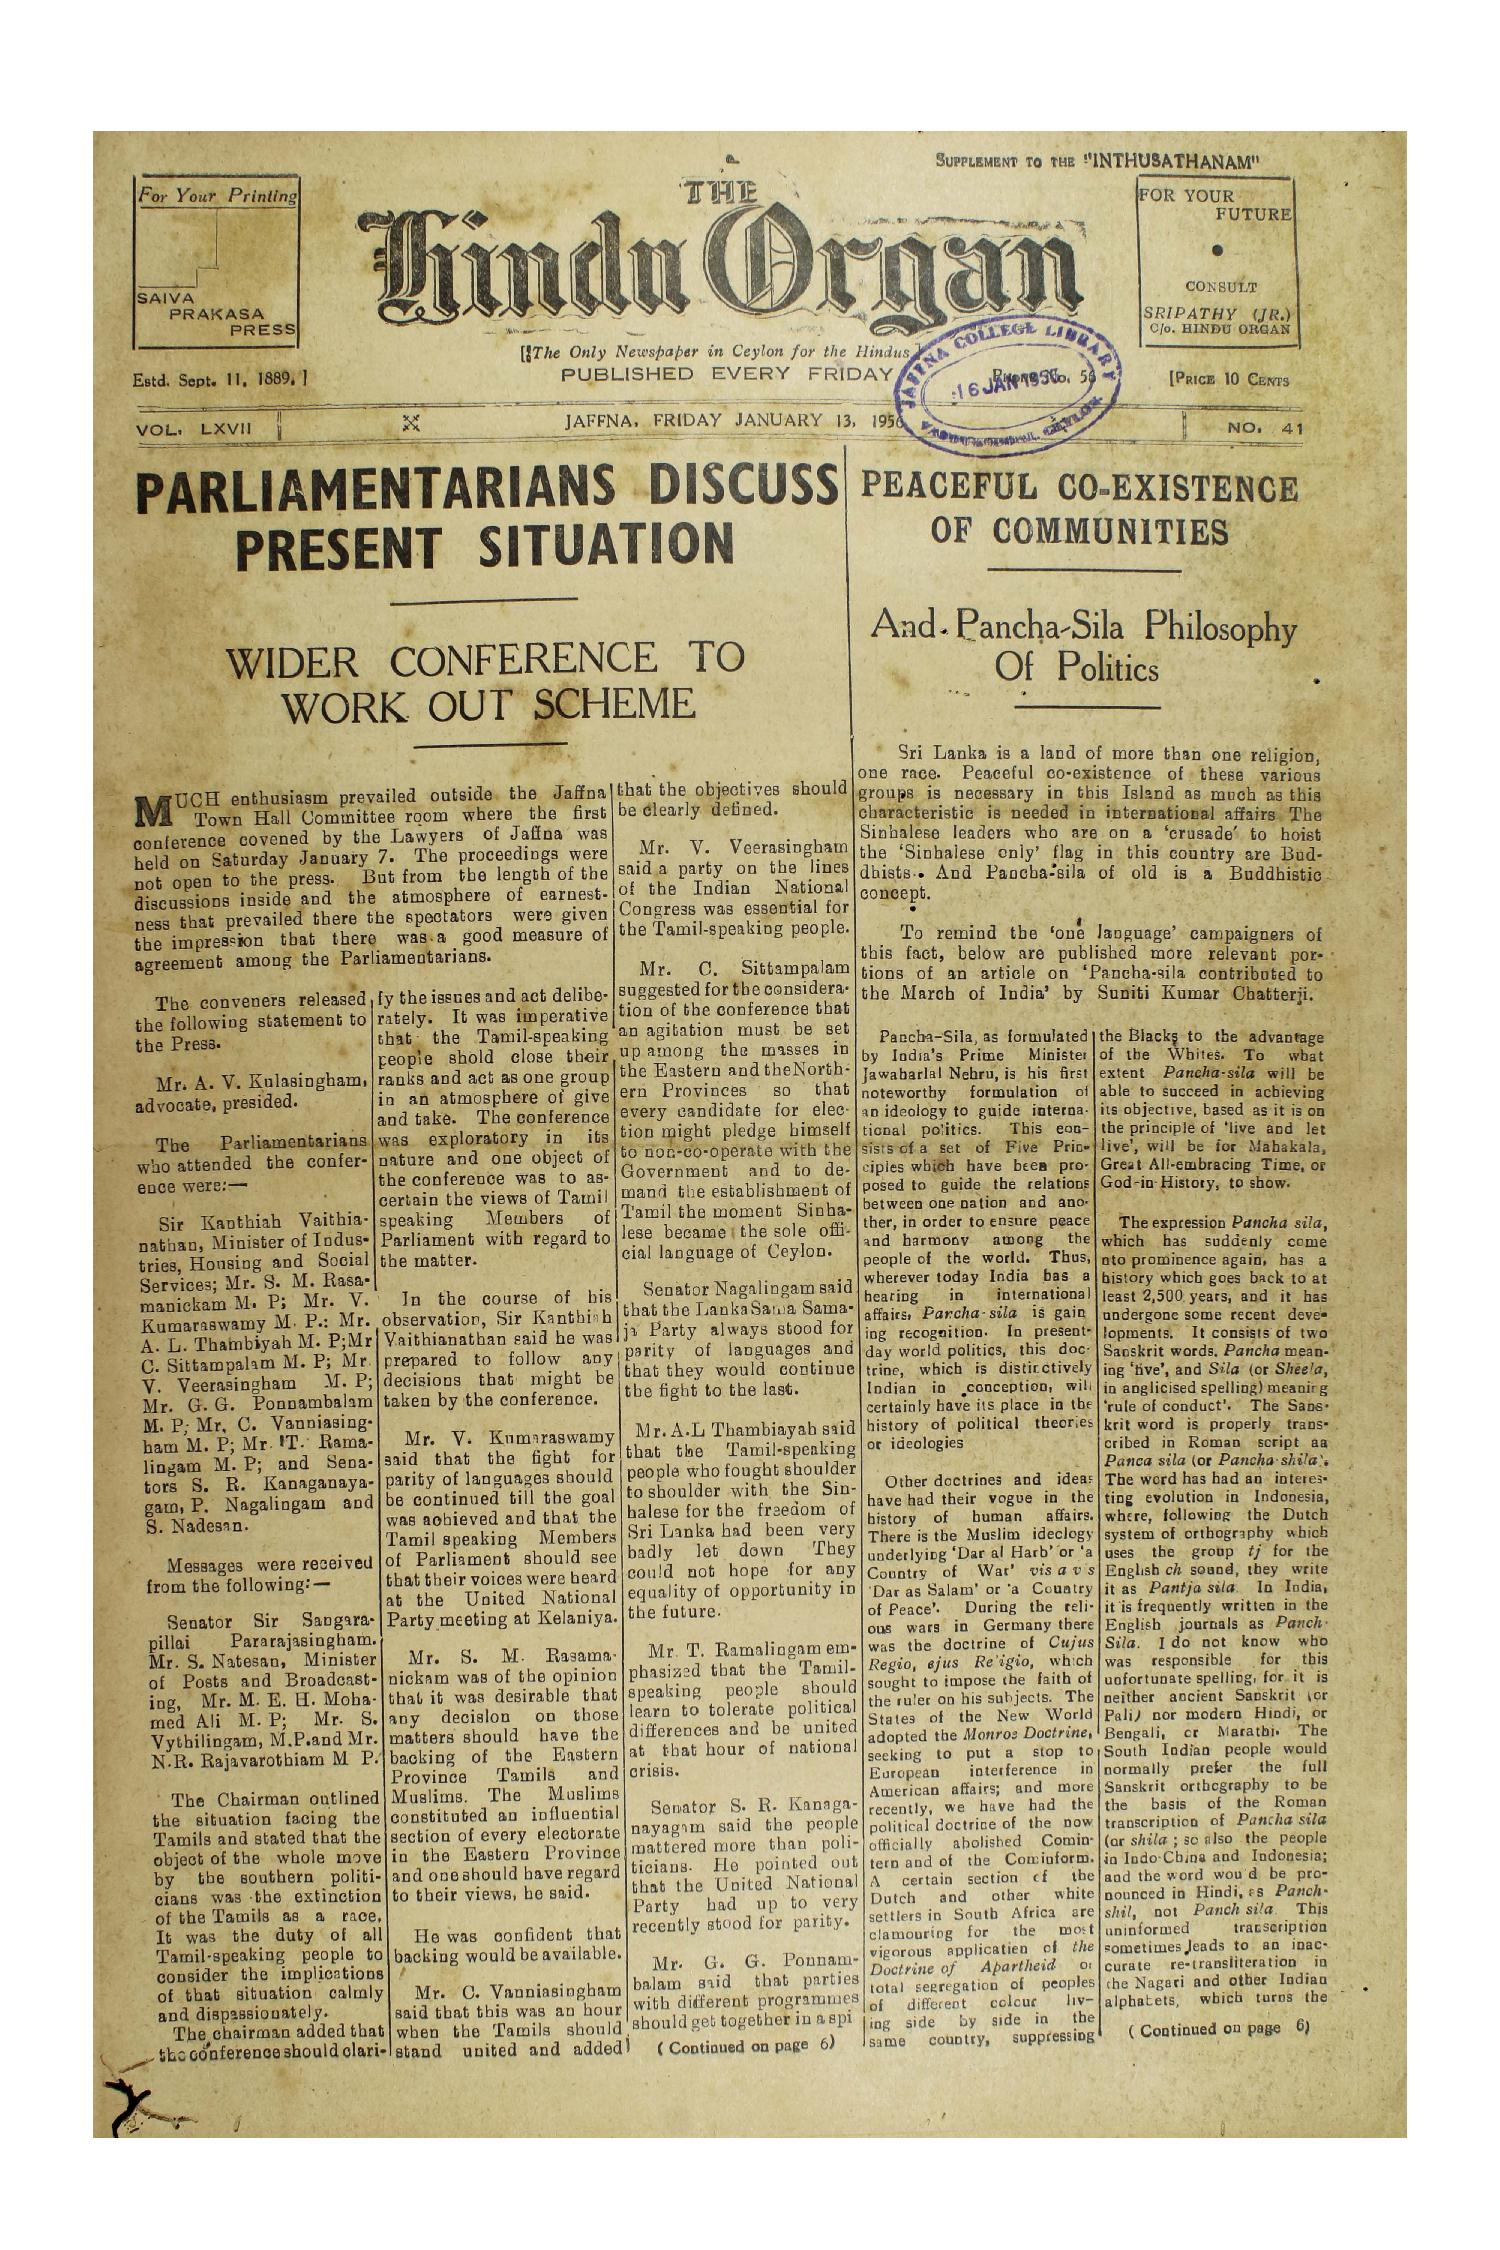 SUPPLEMENT TO THE "INTHUSATHANAM"
For Your Printing
SAIVA
PRAKASA
PRESS
THE
Hindu Organ
FOR YOUR
FUTURE
CONSULT
SRIPATHY (JR.)
C/o. HINDU ORGAN
[The Only Newspaper in Ceylon for the Hindus]
Estd. Sept. 11, 1889. ]
PUBLISHED EVERY FRIDAY
56
[PRICE 10 CENTS
JAFFNA COLLEGE LIBRARY
16 JAN 1956
CEYLON
VOL. LXVII
JAFFNA, FRIDAY JANUARY 13, 1956
NO. 41
PARLIAMENTARIANS DISCUSS
PRESENT SITUATION
WIDER CONFERENCE TO
WORK OUT SCHEME
MUCH enthusiasm prevailed outside the Jaffna
Town Hall Committee room where the first
conference covened by the Lawyers of Jaffna was
held on Saturday January 7. The proceedings were
not open to the press. But from the length of the
discussions inside and the atmosphere of earnest-
ness that prevailed there the spectators were given
the impression that there was a good measure of
agreement among the Parliamentarians.
The conveners released
the following statement to
the Press.
Mr. A. V. Kulasingham,
advocate, presided.
The Parliamentarians
who attended the confer-
ence were:—
Sir Kanthiah Vaithia-
nathan, Minister of Indus-
tries, Housing and Social
Services; Mr. S. M. Rasa-
manickam M. P; Mr. V.
Kumaraswamy M. P.: Mr.
A. L. Thambiyah M. P;Mr
C. Sittampalam M. P; Mr
V. Veerasingham M. P;
Mr. G. G. Ponnambalam
M. P; Mr. C. Vanniasing-
ham M. P; Mr. T. Rama-
lingam M. P; and Sena-
tors S. R. Kanaganaya-
gam, P. Nagalingam and
S. Nadesan.
Messages were received
from the following:—
Senator Sir Sangara-
pillai Pararajasingham.
Mr. S. Natesan, Minister
of Posts and Broadcast-
ing, Mr. M. E. H. Moha-
med Ali M. P; Mr. S.
Vythilingam, M.P.and Mr.
N.R. Rajavarothiam M P.
The Chairman outlined
the situation facing the
Tamils and stated that the
object of the whole move
by the southern politi-
cians was the extinction
of the Tamils as a race,
It was the duty of all
Tamil-speaking people to
consider the implications
of that situation calmly
and dispassionately.
The chairman added that
the conference should clari-
fy the issues and act delibe-
rately. It was imperative
that the Tamil-speaking
people shold close their
ranks and act as one group
in an atmosphere of give
and take. The conference
was exploratory in its
nature and one object of
the conference was to as-
certain the views of Tamil
speaking Members of
Parliament with regard to
the matter.
In the course of his
observation, Sir Kanthiah
Vaithianathan said he was
prepared to follow any
decisions that might be
taken by the conference.
Mr. V. Kumaraswamy
said that the fight for
parity of languages should
be continued till the goal
was achieved and that the
Tamil speaking Members
of Parliament should see
that their voices were heard
at the United National
Party meeting at Kelaniya.
Mr. S. M. Rasama-
nickam was of the opinion
that it was desirable that
any decision on those
matters should have the
backing of the Eastern
Province Tamils and
Muslims. The Muslims
constituted an influential
section of every electorate
in the Eastern Province
and one should have regard
to their views, he said.
He was confident that
backing would be available.
Mr. C. Vanniasingham
said that this was an hour
when the Tamils should
stand united and added
that the objectives should
be clearly defined.
Mr. V. Veerasingham
said a party on the lines
of the Indian National
Congress was essential for
the Tamil-speaking people.
Mr. C. Sittampalam
suggested for the considera-
tion of the conference that
an agitation must be set
up among the masses in
the Eastern and the North-
ern Provinces so that
every candidate for elec-
tion might pledge himself
to non-co-operate with the
Government and to de-
mand the establishment of
Tamil the moment Sinha-
lese became the sole offi-
cial language of Ceylon.
Senator Nagalingam said
that the Lanka Sama Sama-
ja Party always stood for
parity of languages and
that they would continue
the fight to the last.
Mr. A.L Thambiayah said
that the Tamil-speaking
people who fought shoulder
to shoulder with the Sin-
halese for the freedom of
Sri Lanka had been very
badly let down They
could not hope for any
equality of opportunity in
the future.
Mr. T. Ramalingam em-
phasized that the Tamil-
speaking people should
learn to tolerate political
differences and be united
at that hour of national
crisis.
Senator S. R. Kanaga-
nayagam said the people
mattered more than poli-
ticians. He pointed out
that the United National
Party had up to very
recently stood for parity.
Mr. G. G. Ponnam-
balam said that parties
with different programmes
should get together in a spi
(Continued on page 6)
PEACEFUL CO-EXISTENCE
OF COMMUNITIES
And Pancha-Sila Philosophy
Of Politics
Sri Lanka is a land of more than one religion,
one race. Peaceful co-existence of these various
groups is necessary in this Island as much as this
characteristic is needed in international affairs The
Sinhalese leaders who are on a 'crusade' to hoist
the 'Sinhalese only' flag in this country are Bud-
dhists. And Pancha-sila of old is a Buddhistic
concept.
To remind the 'one language' campaigners of
this fact, below are published more relevant por-
tions of an article on 'Pancha-sila contributed to
the March of India' by Suniti Kumar Chatterji.
Pancha-Sila, as formulated
by India's Prime Minister
Jawaharlal Nehru, is his first
noteworthy formulation of
an ideology to guide interna-
tional politics. This con-
sists of a set of Five Prin-
ciples which have been pro-
posed to guide the relations
between one nation and ano-
ther, in order to ensure peace
and harmony among the
people of the world. Thus,
wherever today India has a
hearing in international
affairs, Parcha-sila is gain
ing recognition. In present-
day world politics, this doc-
trine, which is distinctively
Indian in conception, will
certainly have its place in the
history of political theories
or ideologies
Other doctrines and ideas
have had their vogue in the
history of human affairs.
There is the Muslim ideology
underlying 'Dar al Harb' or 'a
Country of War' vis a vs
'Dar as Salam' or 'a Country
of Peace'. During the reli-
ous wars in Germany there
was the doctrine of Cujus
Regio, ejus Re'igio, which
sought to impose the faith of
the ruler on his subjects. The
States of the New World
adopted the Monros Doctrine,
seeking to put a stop to
European interference in
American affairs; and more
recently, we have had the
political doctrine of the now
officially abolished Comin-
tern and of the Cominform.
A certain section of the
Dutch and other white
settlers in South Africa are
clamouring for the most
vigorous application of the
Doctrine of Apartheid or
total segregation of peoples
of different colour liv-
ing side by side in the
same country, suppressing
the Blacks to the advantage
of the Whites. To what
extent Pancha-sila will be
able to succeed in achieving
its objective, based as it is on
the principle of 'live and let
live', will be for Mahakala,
Great All-embracing Time, or
God-in-History, to show.
The expression Pancha sila,
which has suddenly come
nto prominence again, has a
history which goes back to at
least 2,500 years, and it has
undergone some recent deve-
lopments. It consists of two
Sanskrit words, Pancha mean-
ing 'five', and Sila (or Sheela,
in anglicised spelling) meaning
'rule of conduct'. The Sans-
krit word is properly trans-
cribed in Roman script aa
Panca sila (or Pancha shila).
The word has had an interes-
ting evolution in Indonesia,
where, following the Dutch
system of orthography which
uses the group tj for the
English ch sound, they write
it as Pantja sila. In India,
it is frequently written in the
English journals as Panch-
Sila. I do not know who
was responsible for this
unfortunate spelling, for it is
neither ancient Sanskrit (or
Pali) nor modern Hindi, or
Bengali, or Marathi. The
South Indian people would
normally prefer the full
Sanskrit orthography to be
the basis of the Roman
transcription of Pancha sila
(or shila ; so also the people
in Indo-China and Indonesia;
and the word would be pro-
nounced in Hindi, as Panch-
shil, not Panch sila. This
uninformed transcription
sometimes leads to an inac-
curate re-transliteration in
the Nagari and other Indian
alphabets, which turns the
(Continued on page 6)